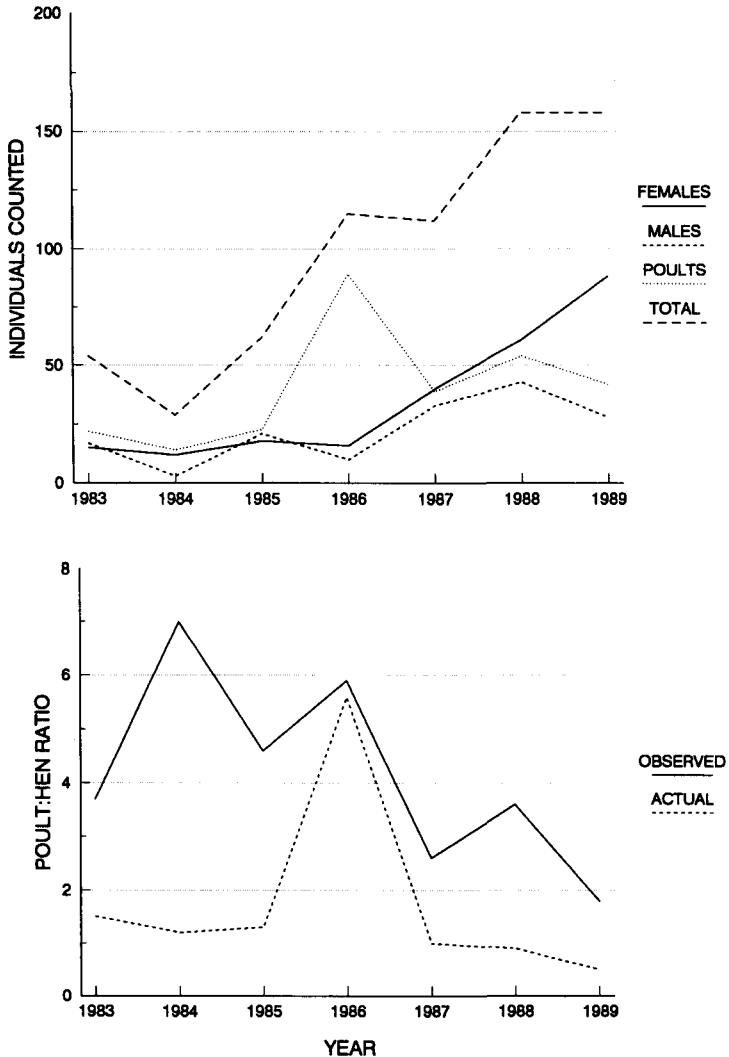 INDIVIDUALS COUNTED
200
150
100
50
0
1983 1984 1985 1986 1987 1988 1989
FEMALES
MALES
POULTS
TOTAL
POULT:HEN RATIO
8
6
4
2
0
1983 1984 1985 1986 1987 1988 1989
YEAR
OBSERVED
ACTUAL